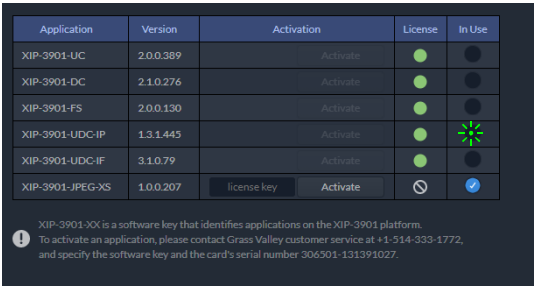 Application Version Activation License In Use
XIP-3901-UC 2.0.0.389 Activate
XIP-3901-DC 2.1.0.276 Activate
XIP-3901-FS 2.0.0.130 Activate
XIP-3901-UDC-IP 1.3.1.445 Activate
XIP-3901-UDC-IF 3.1.0.79 Activate
XIP-3901-JPEG-XS 1.0.0.207 license key Activate
XIP-3901-XX is a software key that identifies applications on the XIP-3901 platform.
To activate an application, please contact Grass Valley customer service at +1-514-333-1772,
and specify the software key and the card's serial number 306501-131391027.